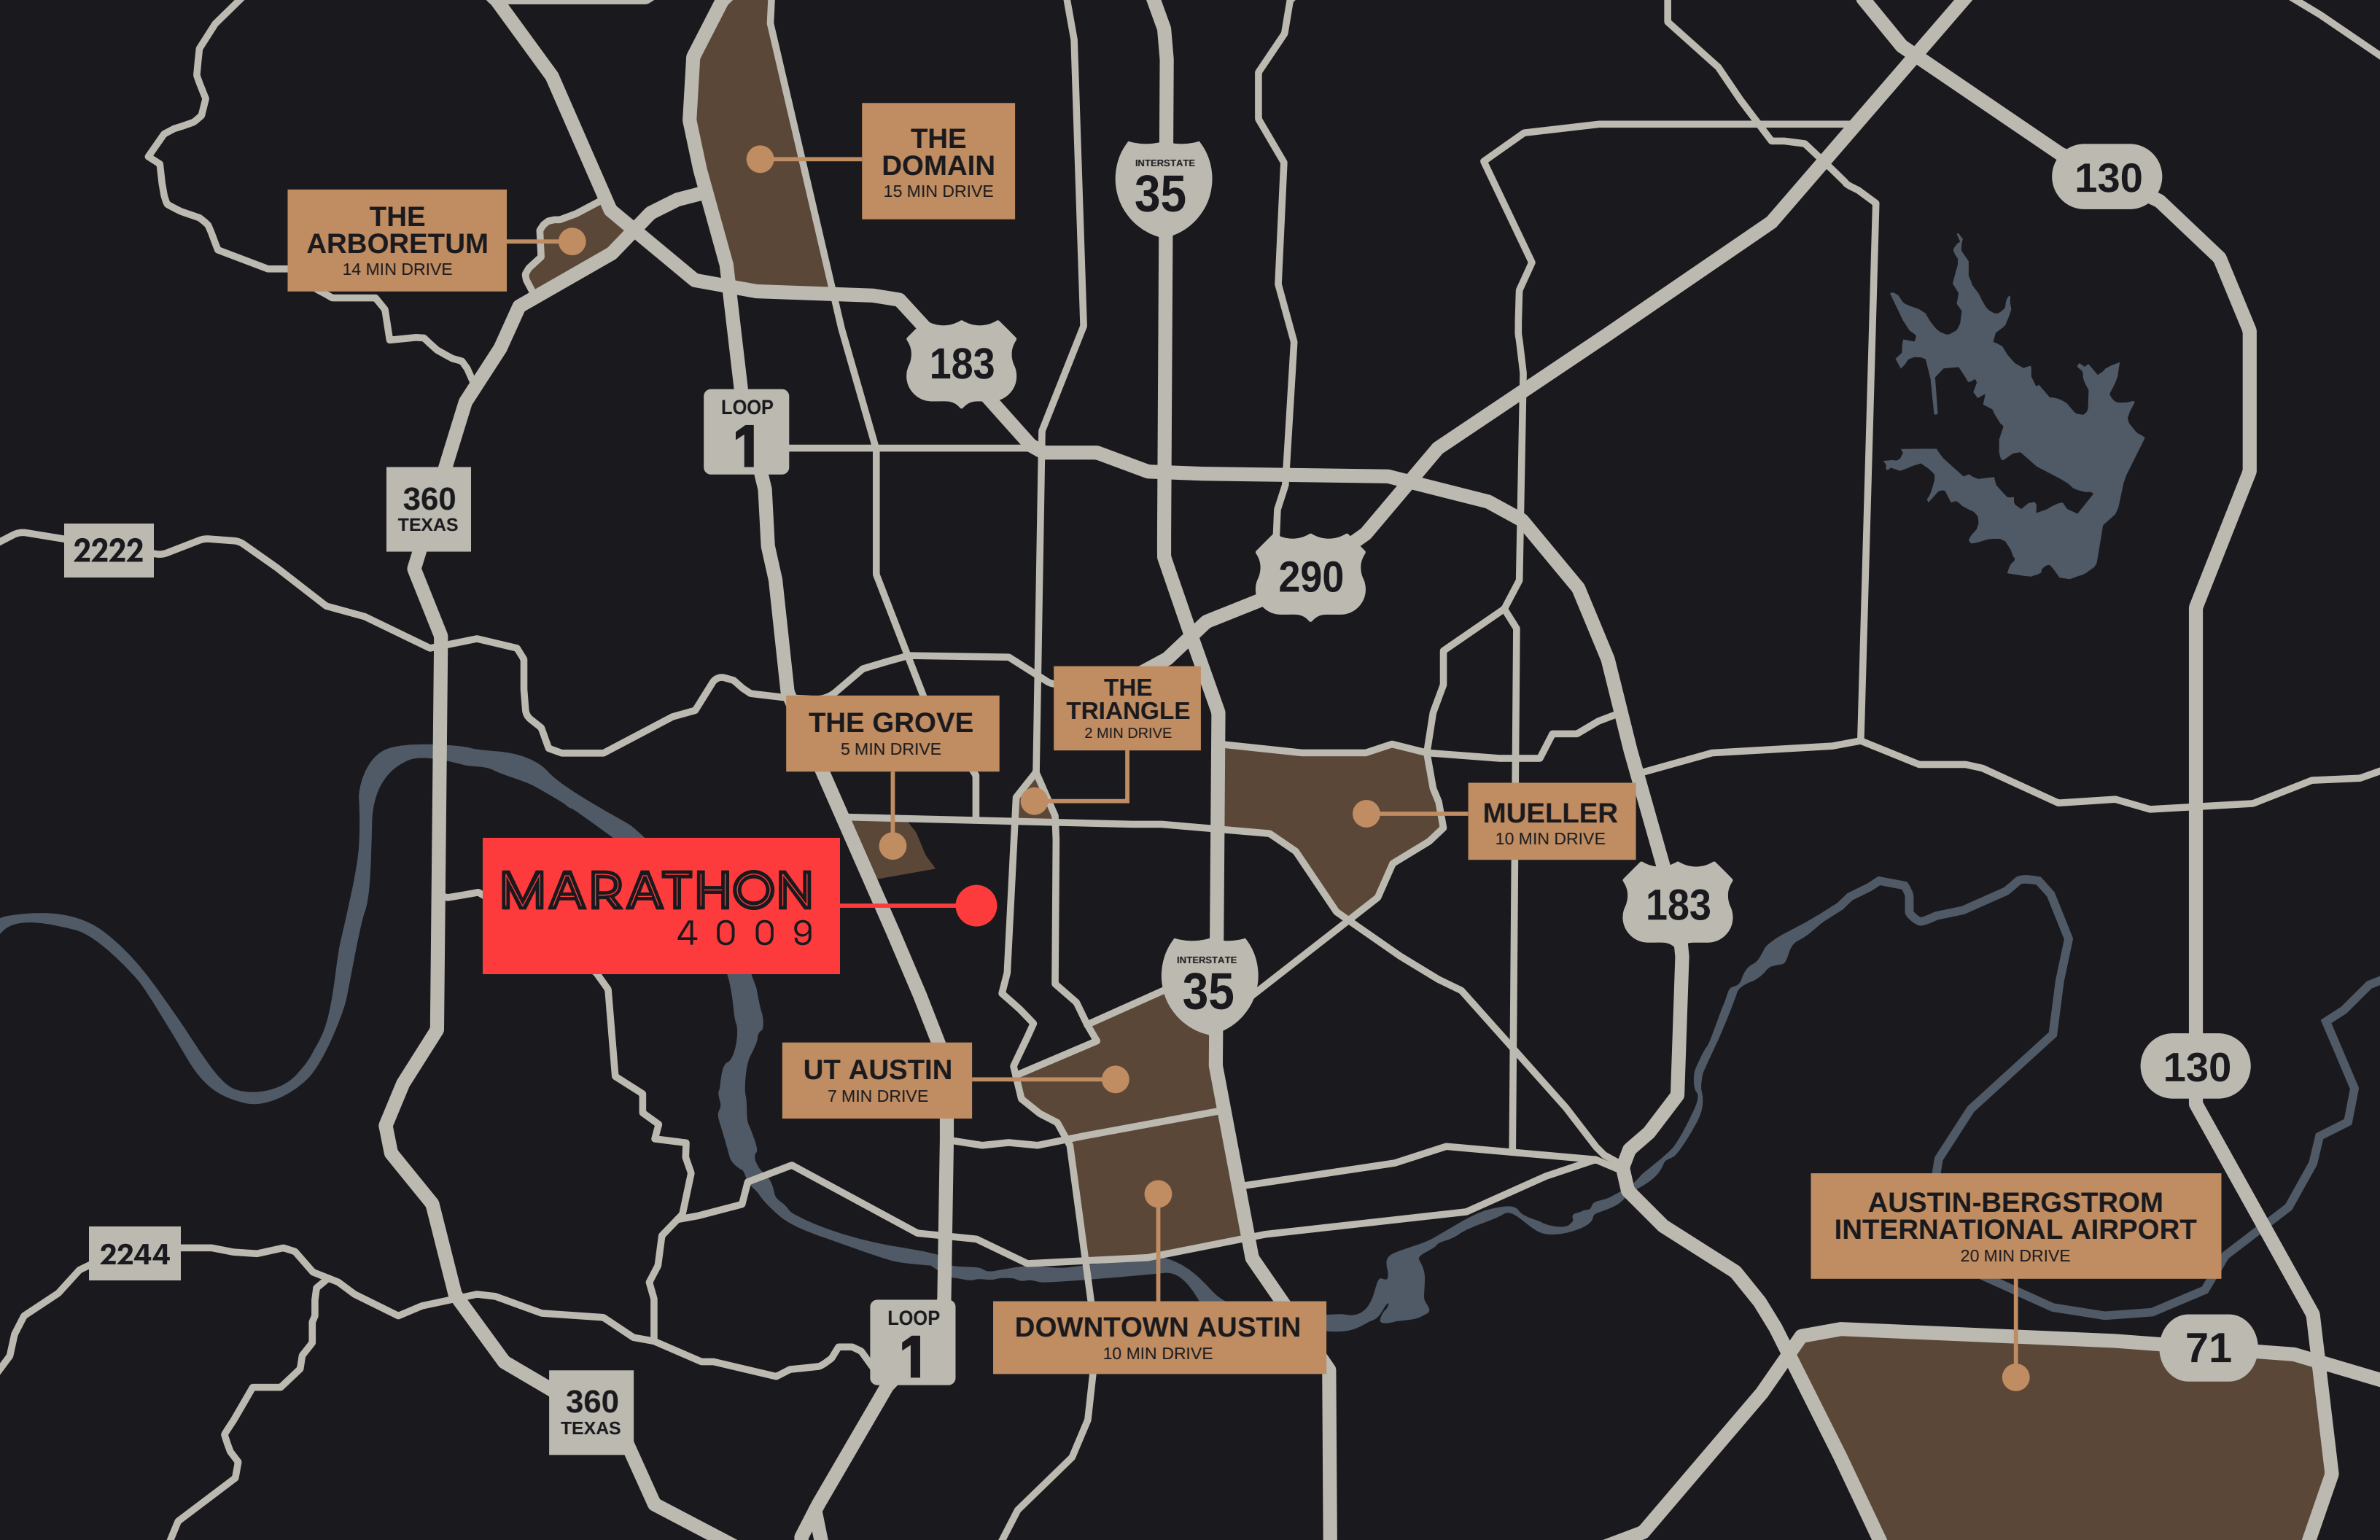 THE
DOMAIN
15 MIN DRIVE
INTERSTATE
35
130
THE
ARBORETUM
14 MIN DRIVE
183
LOOP
1
360
TEXAS
2222
290
THE
TRIANGLE
2 MIN DRIVE
THE GROVE
5 MIN DRIVE
MUELLER
10 MIN DRIVE
MARATHON
4009
183
INTERSTATE
35
UT AUSTIN
7 MIN DRIVE
130
AUSTIN-BERGSTROM
INTERNATIONAL AIRPORT
20 MIN DRIVE
2244
LOOP
1
DOWNTOWN AUSTIN
10 MIN DRIVE
71
360
TEXAS